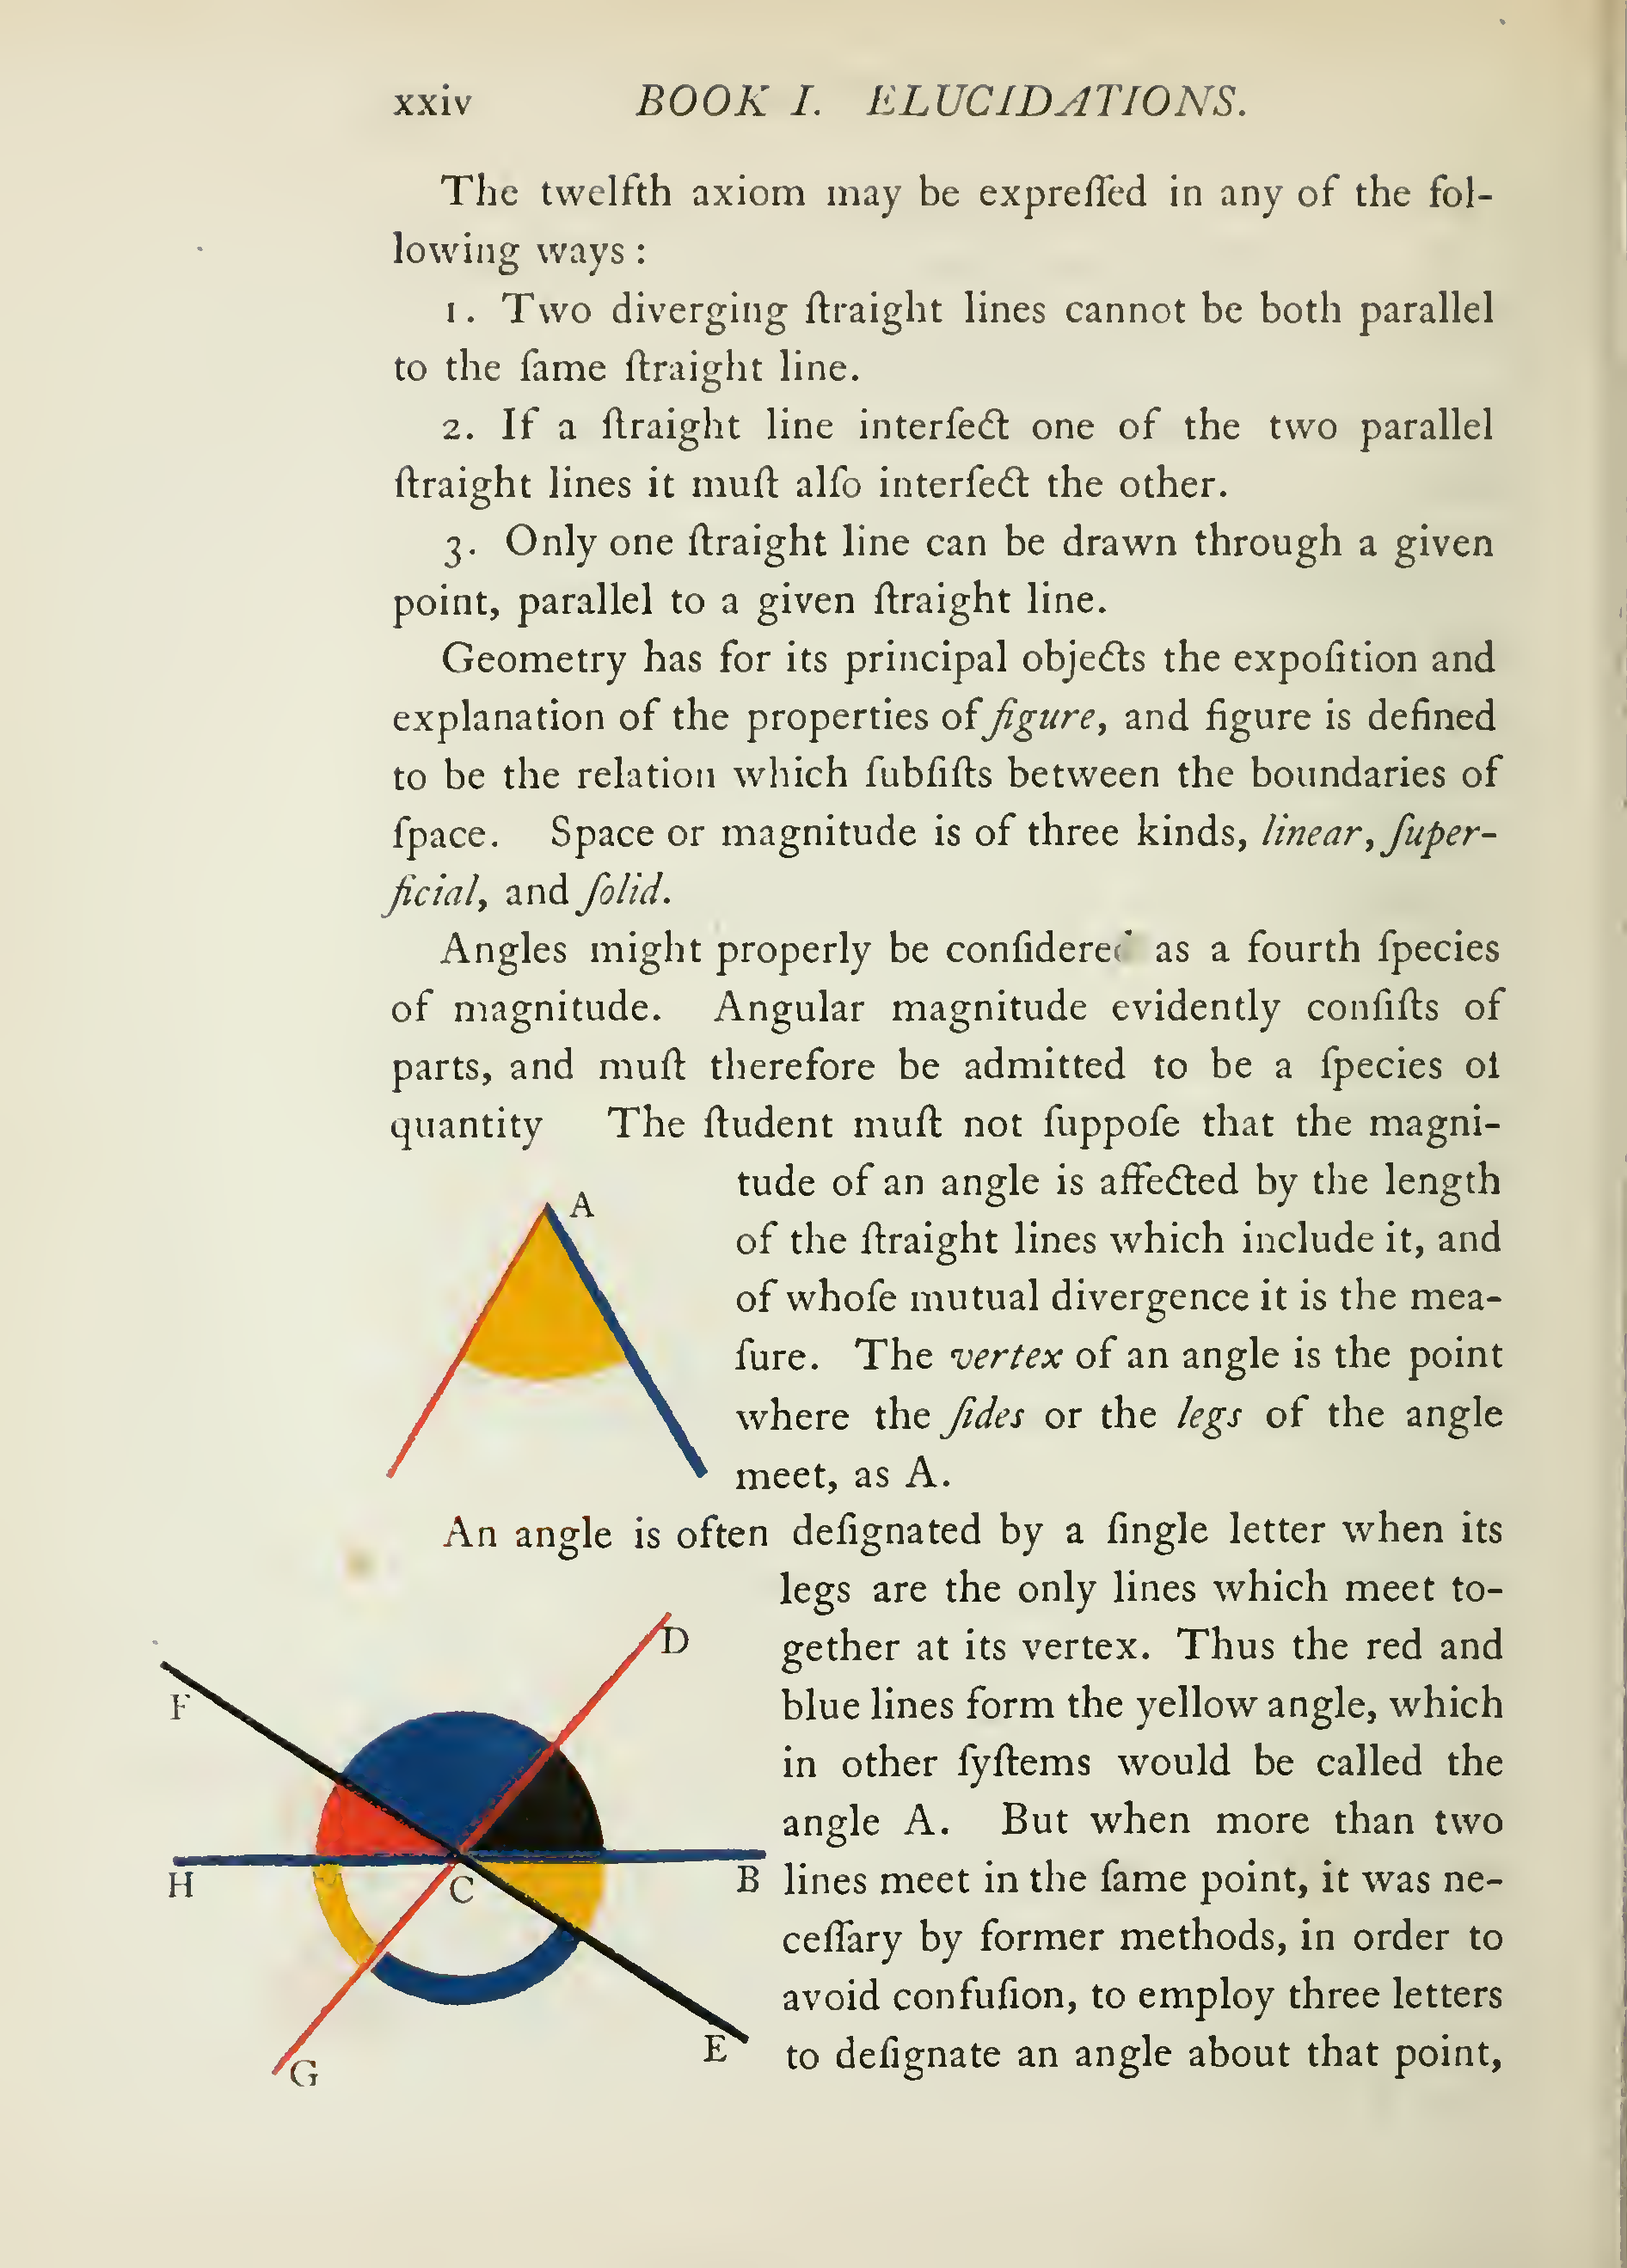 xxiv BOOK I. ELUCIDATIONS.
The twelfth axiom may be expreſſed in any of the fol-
lowing ways :
1. Two diverging ſtraight lines cannot be both parallel
to the ſame ſtraight line.
2. If a ſtraight line interſect one of the two parallel
ſtraight lines it muſt alſo interſect the other.
3. Only one ſtraight line can be drawn through a given
point, parallel to a given ſtraight line.
Geometry has for its principal objects the expoſition and
explanation of the properties of figure, and figure is defined
to be the relation which ſubſiſts between the boundaries of
ſpace. Space or magnitude is of three kinds, linear, ſuper-
ficial, and ſolid.
Angles might properly be conſidered as a fourth ſpecies
of magnitude. Angular magnitude evidently conſiſts of
parts, and muſt therefore be admitted to be a ſpecies of
quantity The ſtudent muſt not ſuppoſe that the magni-
tude of an angle is affected by the length
of the ſtraight lines which include it, and
of whoſe mutual divergence it is the mea-
ſure. The vertex of an angle is the point
where the ſides or the legs of the angle
meet, as A.
A
An angle is often deſignated by a ſingle letter when its
legs are the only lines which meet to-
gether at its vertex. Thus the red and
blue lines form the yellow angle, which
in other ſyſtems would be called the
angle A. But when more than two
lines meet in the ſame point, it was ne-
ceſſary by former methods, in order to
avoid confuſion, to employ three letters
to deſignate an angle about that point,
D
F
H
C
B
E
G